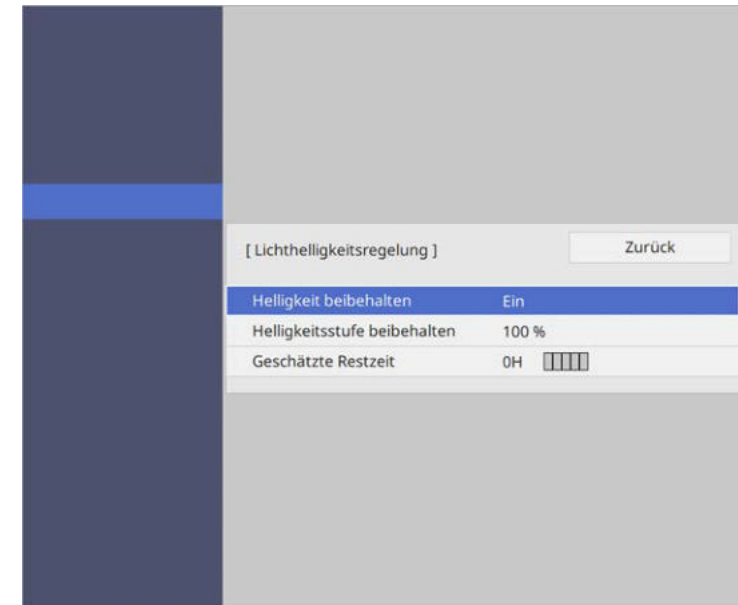 [ Lichthelligkeitsregelung ] Zurück
Helligkeit beibehalten Ein
Helligkeitsstufe beibehalten 100 %
Geschätzte Restzeit 0H